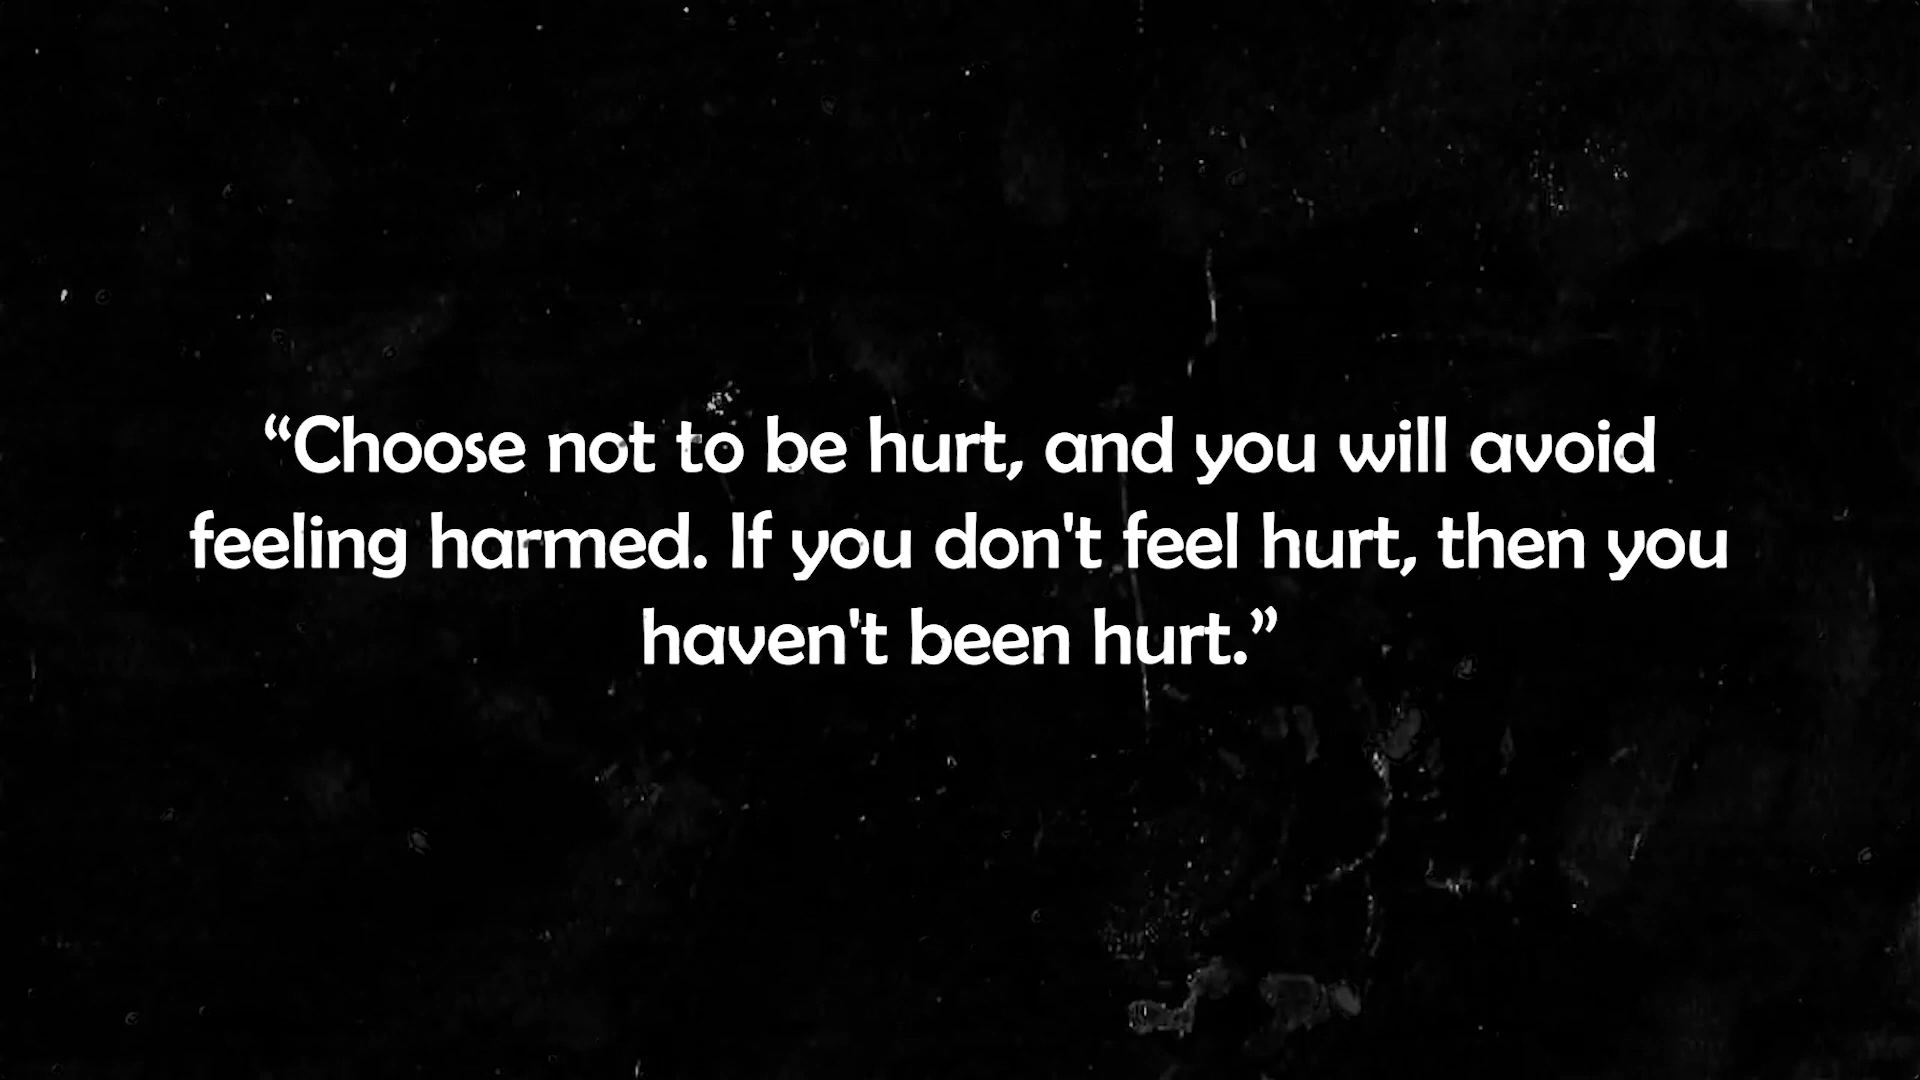 “Choose not to be hurt, and you will avoid
feeling harmed. If you don't feel hurt, then you
haven't been hurt.”